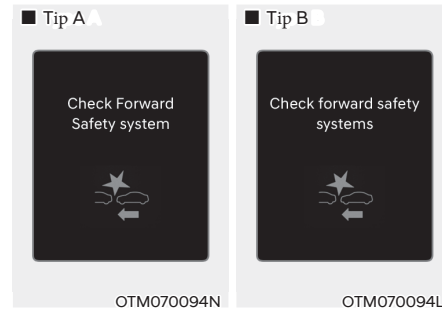 ■ Tip A
Check Forward
Safety system
OTM070094N
■ Tip B
Check forward safety
systems
OTM070094L